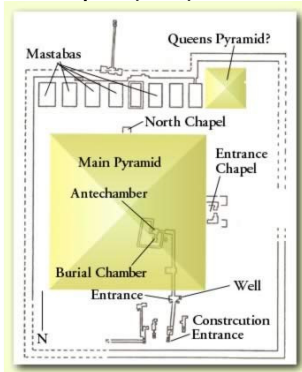 Queens Pyramid?
Mastabas
North Chapel
Main Pyramid
Entrance
Chapel
Antechamber
Burial Chamber
Entrance
Well
Constrcution
Entrance
N